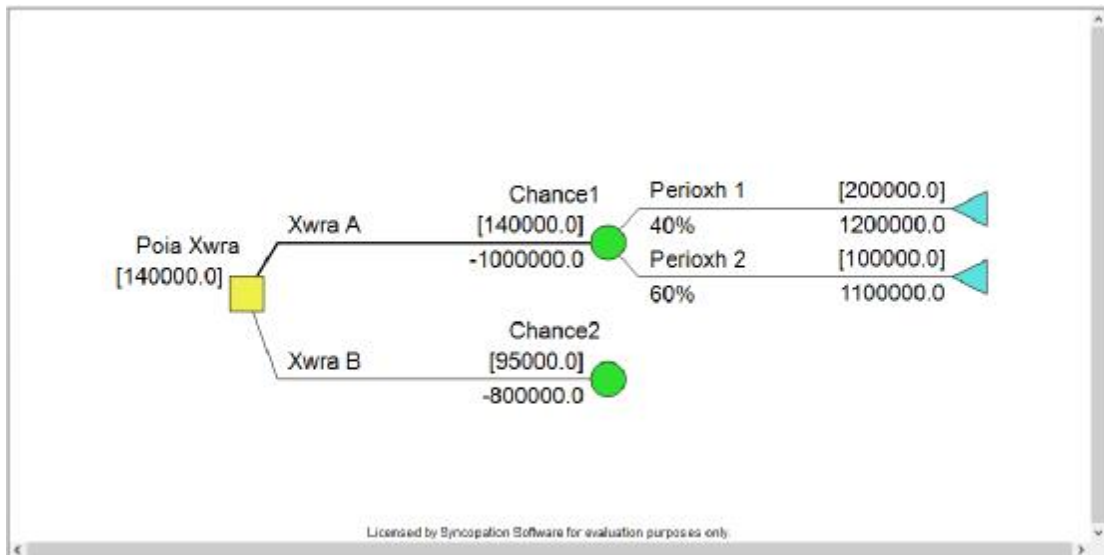 Poia Xwra
[140000.0]
Xwra A
Chance1
[140000.0]
-1000000.0
Perioxh 1
40%
[200000.0]
1200000.0
Perioxh 2
60%
[100000.0]
1100000.0
Xwra B
Chance2
[95000.0]
-800000.0
Licensed by Syncopation Software for evaluation purposes only.